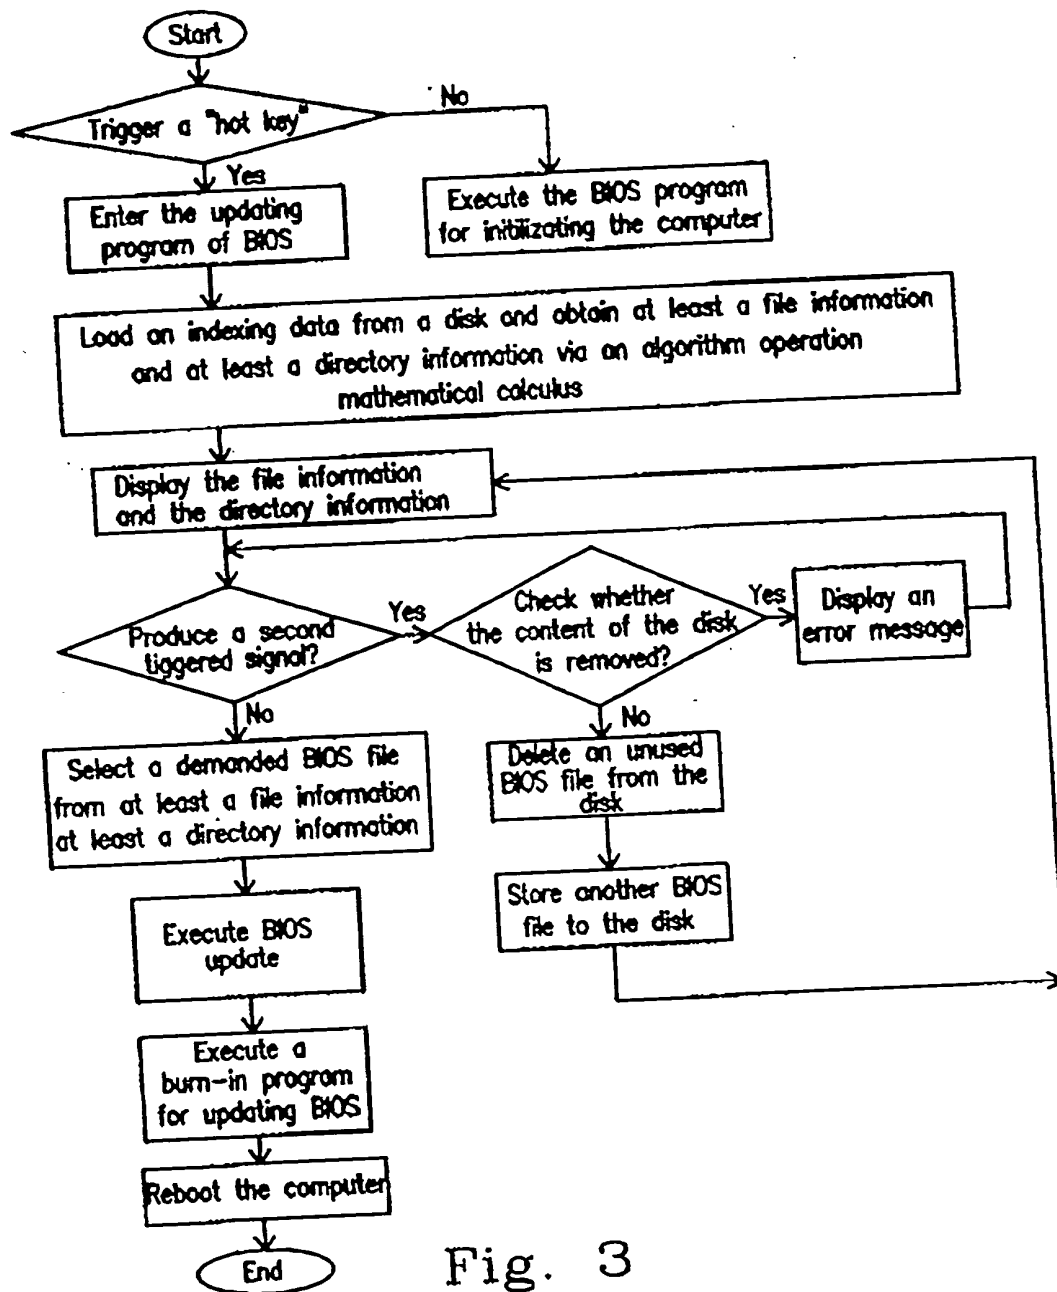 Start
Trigger a "hot key"
No
Yes
Enter the updating
program of BIOS
Execute the BIOS program
for initilizating the computer
Load an indexing data from a disk and obtain at least a file information
and at least a directory information via an algorithm operation
mathematical calculus
Display the file information
and the directory information
Produce a second
tiggered signal?
Yes
Check whether
the content of the disk
is removed?
Yes
Display an
error message
No
No
Select a demanded BIOS file
from at least a file information
at least a directory information
Delete an unused
BIOS file from the
disk
Store another BIOS
file to the disk
Execute BIOS
update
Execute a
burn-in program
for updating BIOS
Reboot the computer
End
Fig. 3